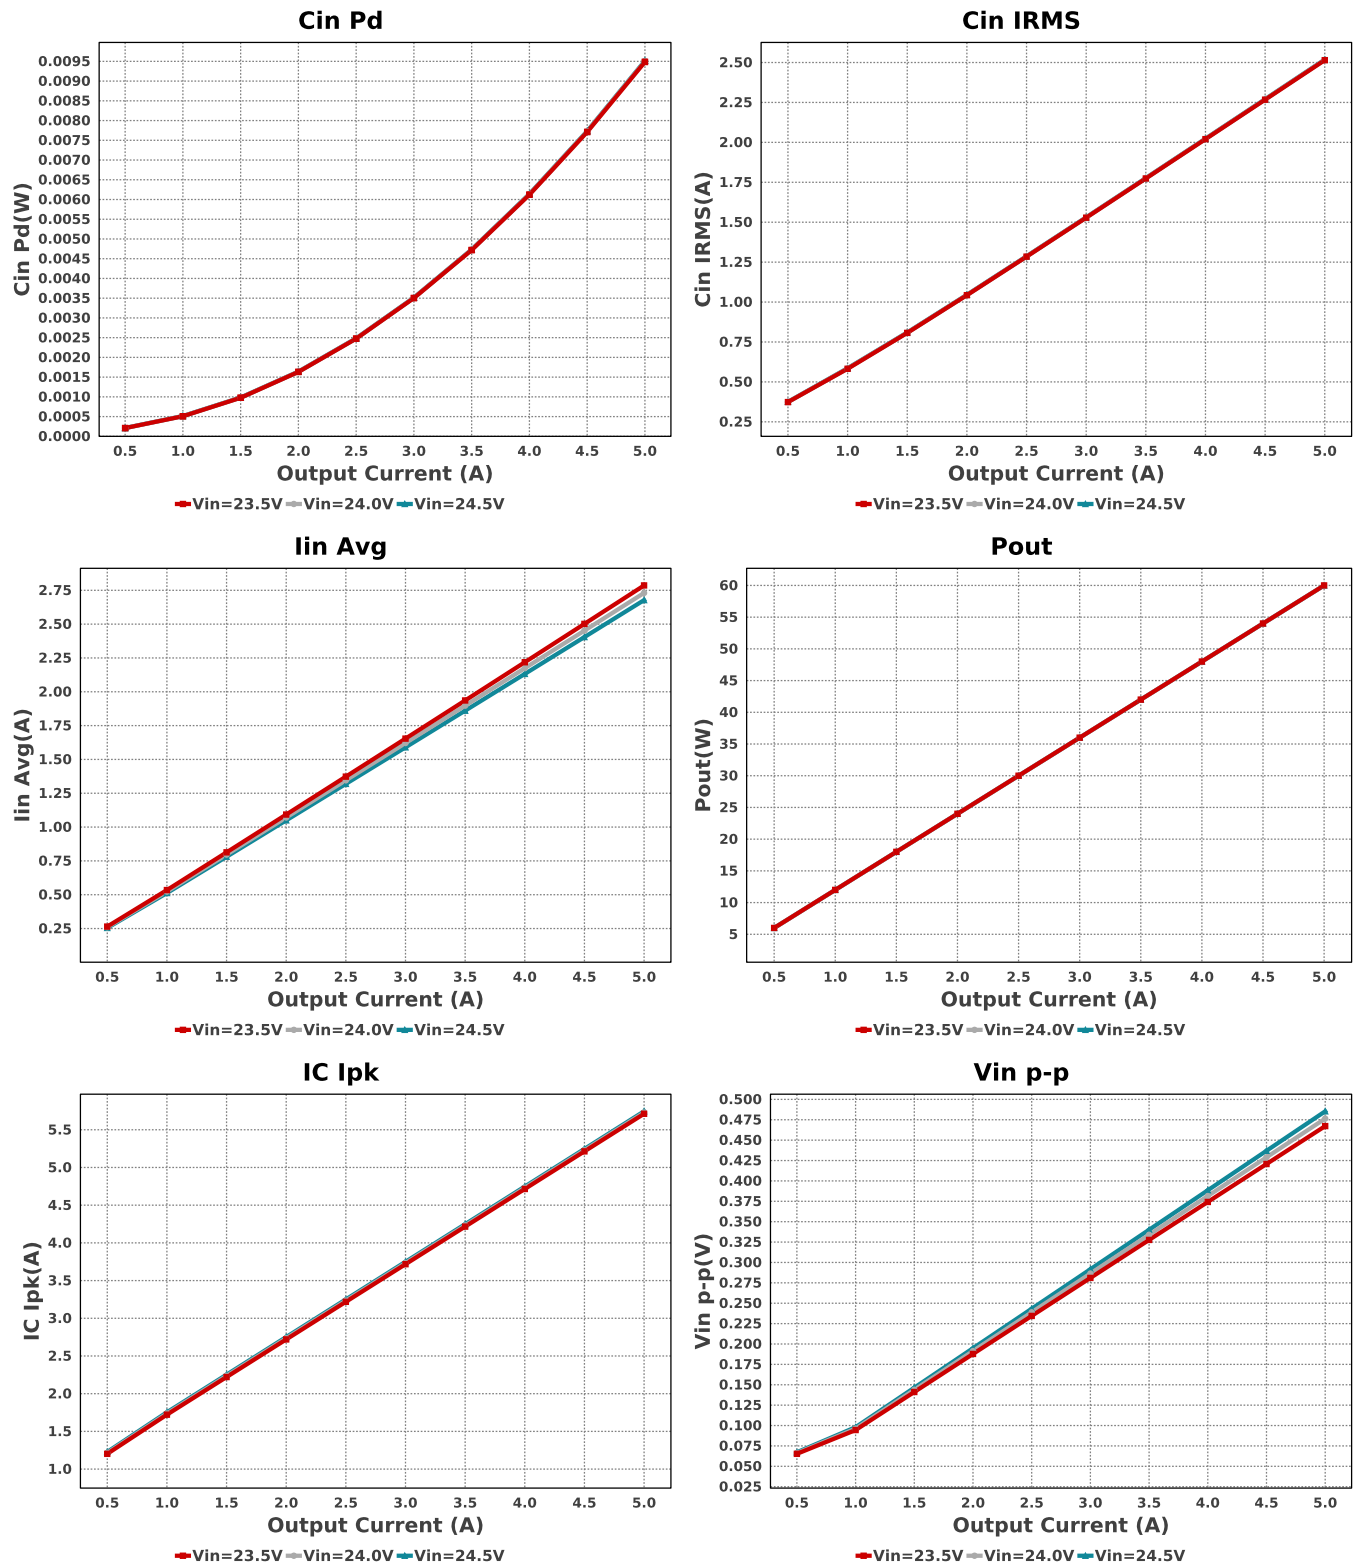 Cin Pd
Cin Pd(W)
0.0095
0.0090
0.0085
0.0080
0.0075
0.0070
0.0065
0.0060
0.0055
0.0050
0.0045
0.0040
0.0035
0.0030
0.0025
0.0020
0.0015
0.0010
0.0005
0.0000
0.5 1.0 1.5 2.0 2.5 3.0 3.5 4.0 4.5 5.0
Output Current (A)
Vin=23.5V Vin=24.0V Vin=24.5V
Cin IRMS
Cin IRMS(A)
2.50
2.25
2.00
1.75
1.50
1.25
1.00
0.75
0.50
0.25
0.5 1.0 1.5 2.0 2.5 3.0 3.5 4.0 4.5 5.0
Output Current (A)
Vin=23.5V Vin=24.0V Vin=24.5V
Iin Avg
Iin Avg(A)
2.75
2.50
2.25
2.00
1.75
1.50
1.25
1.00
0.75
0.50
0.25
0.5 1.0 1.5 2.0 2.5 3.0 3.5 4.0 4.5 5.0
Output Current (A)
Vin=23.5V Vin=24.0V Vin=24.5V
Pout
Pout(W)
60
55
50
45
40
35
30
25
20
15
10
5
0.5 1.0 1.5 2.0 2.5 3.0 3.5 4.0 4.5 5.0
Output Current (A)
Vin=23.5V Vin=24.0V Vin=24.5V
IC Ipk
IC Ipk(A)
5.5
5.0
4.5
4.0
3.5
3.0
2.5
2.0
1.5
1.0
0.5 1.0 1.5 2.0 2.5 3.0 3.5 4.0 4.5 5.0
Output Current (A)
Vin=23.5V Vin=24.0V Vin=24.5V
Vin p-p
Vin p-p(V)
0.500
0.475
0.450
0.425
0.400
0.375
0.350
0.325
0.300
0.275
0.250
0.225
0.200
0.175
0.150
0.125
0.100
0.075
0.050
0.025
0.5 1.0 1.5 2.0 2.5 3.0 3.5 4.0 4.5 5.0
Output Current (A)
Vin=23.5V Vin=24.0V Vin=24.5V